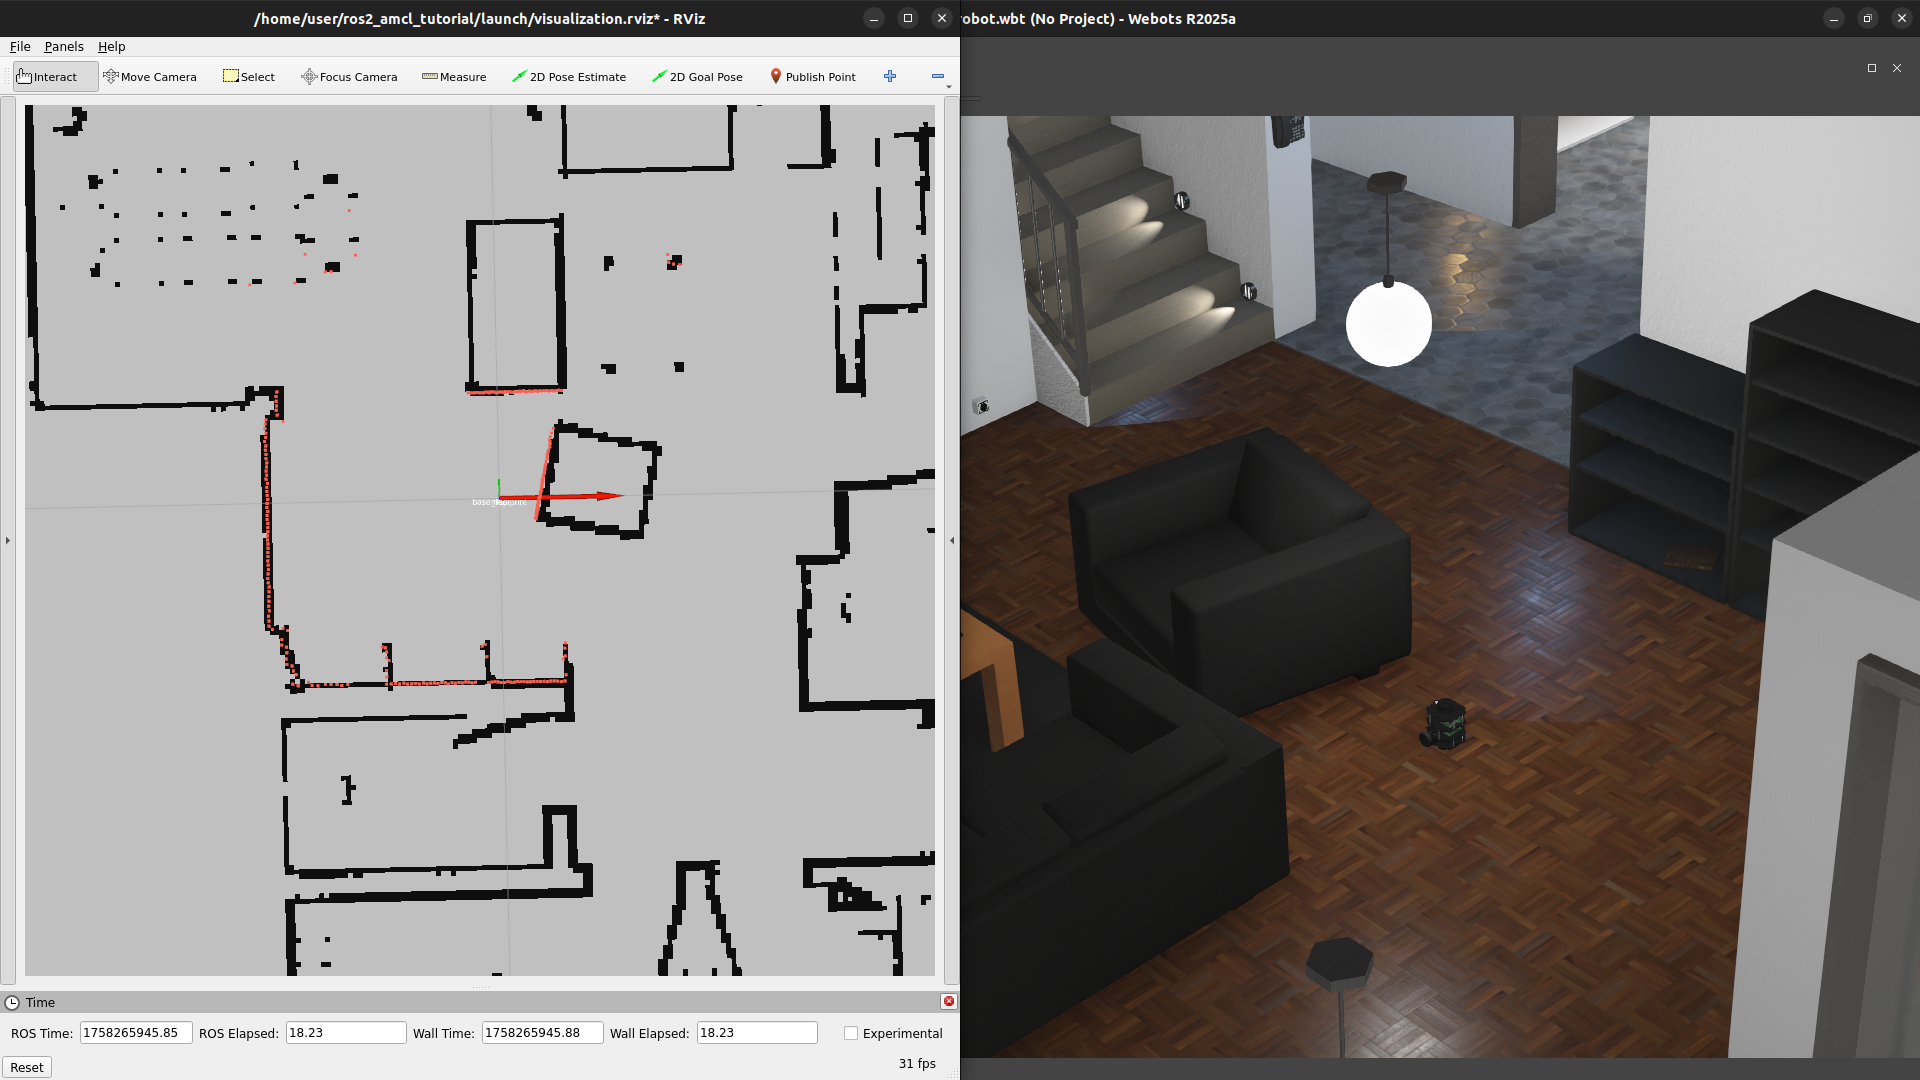 /home/user/ros2_amcl_tutorial/launch/visualization.rviz* - RViz
obot.wbt (No Project) - Webots R2025a
File Panels Help
Interact Move Camera Select Focus Camera Measure 2D Pose Estimate 2D Goal Pose Publish Point
Time
ROS Time: 1758265945.85 ROS Elapsed: 18.23 Wall Time: 1758265945.88 Wall Elapsed: 18.23 Experimental
Reset 31 fps